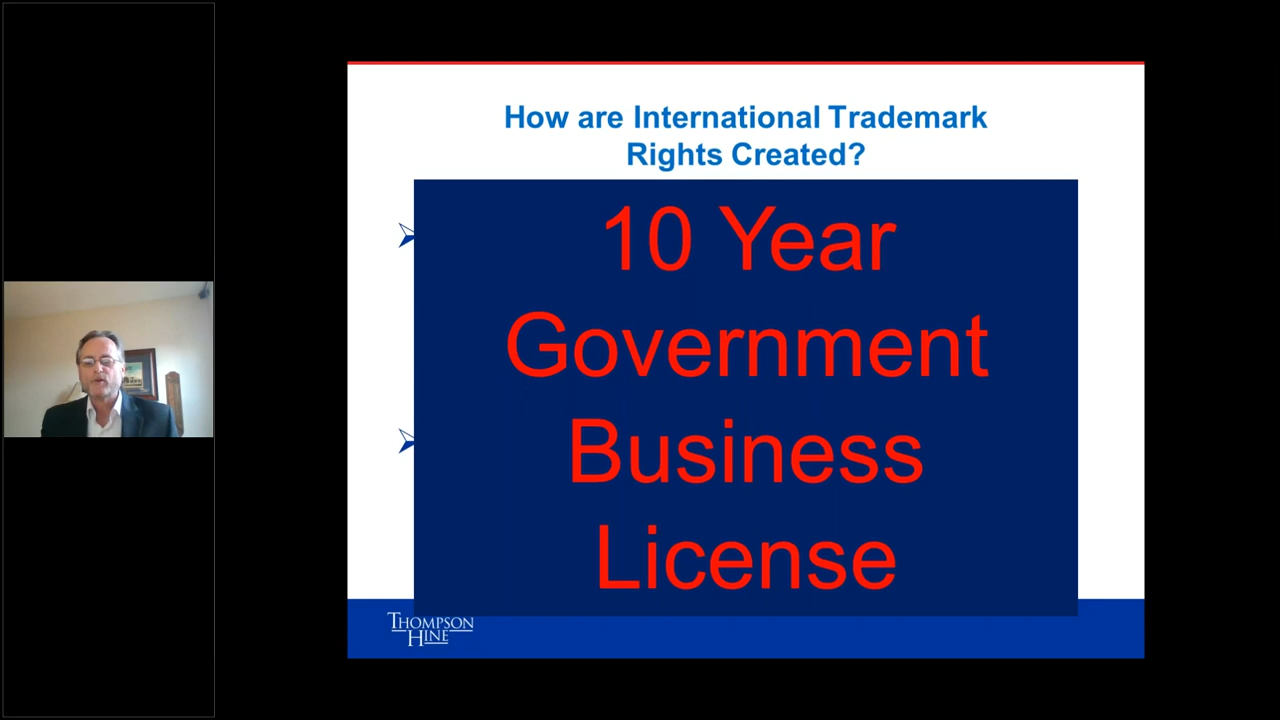 How are International Trademark
Rights Created?
10 Year
Government
Business
License
THOMPSON
HINE